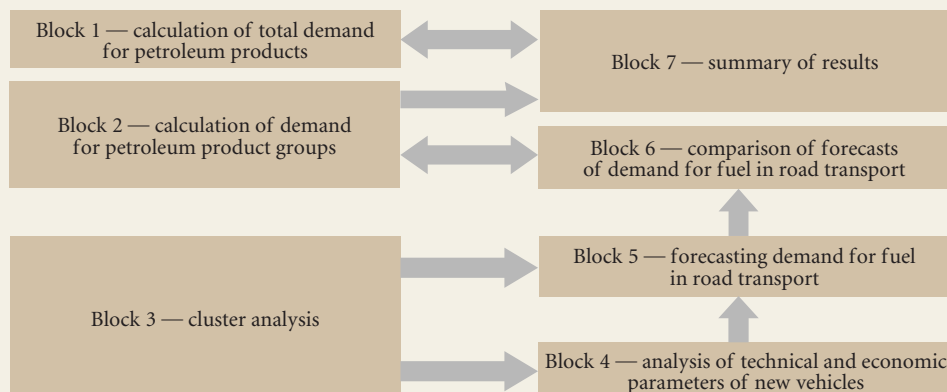 Block 1 — calculation of total demand
for petroleum products
Block 7 — summary of results
Block 2 — calculation of demand
for petroleum product groups
Block 6 — comparison of forecasts
of demand for fuel in road transport
Block 5 — forecasting demand for fuel
in road transport
Block 3 — cluster analysis
Block 4 — analysis of technical and economic
parameters of new vehicles